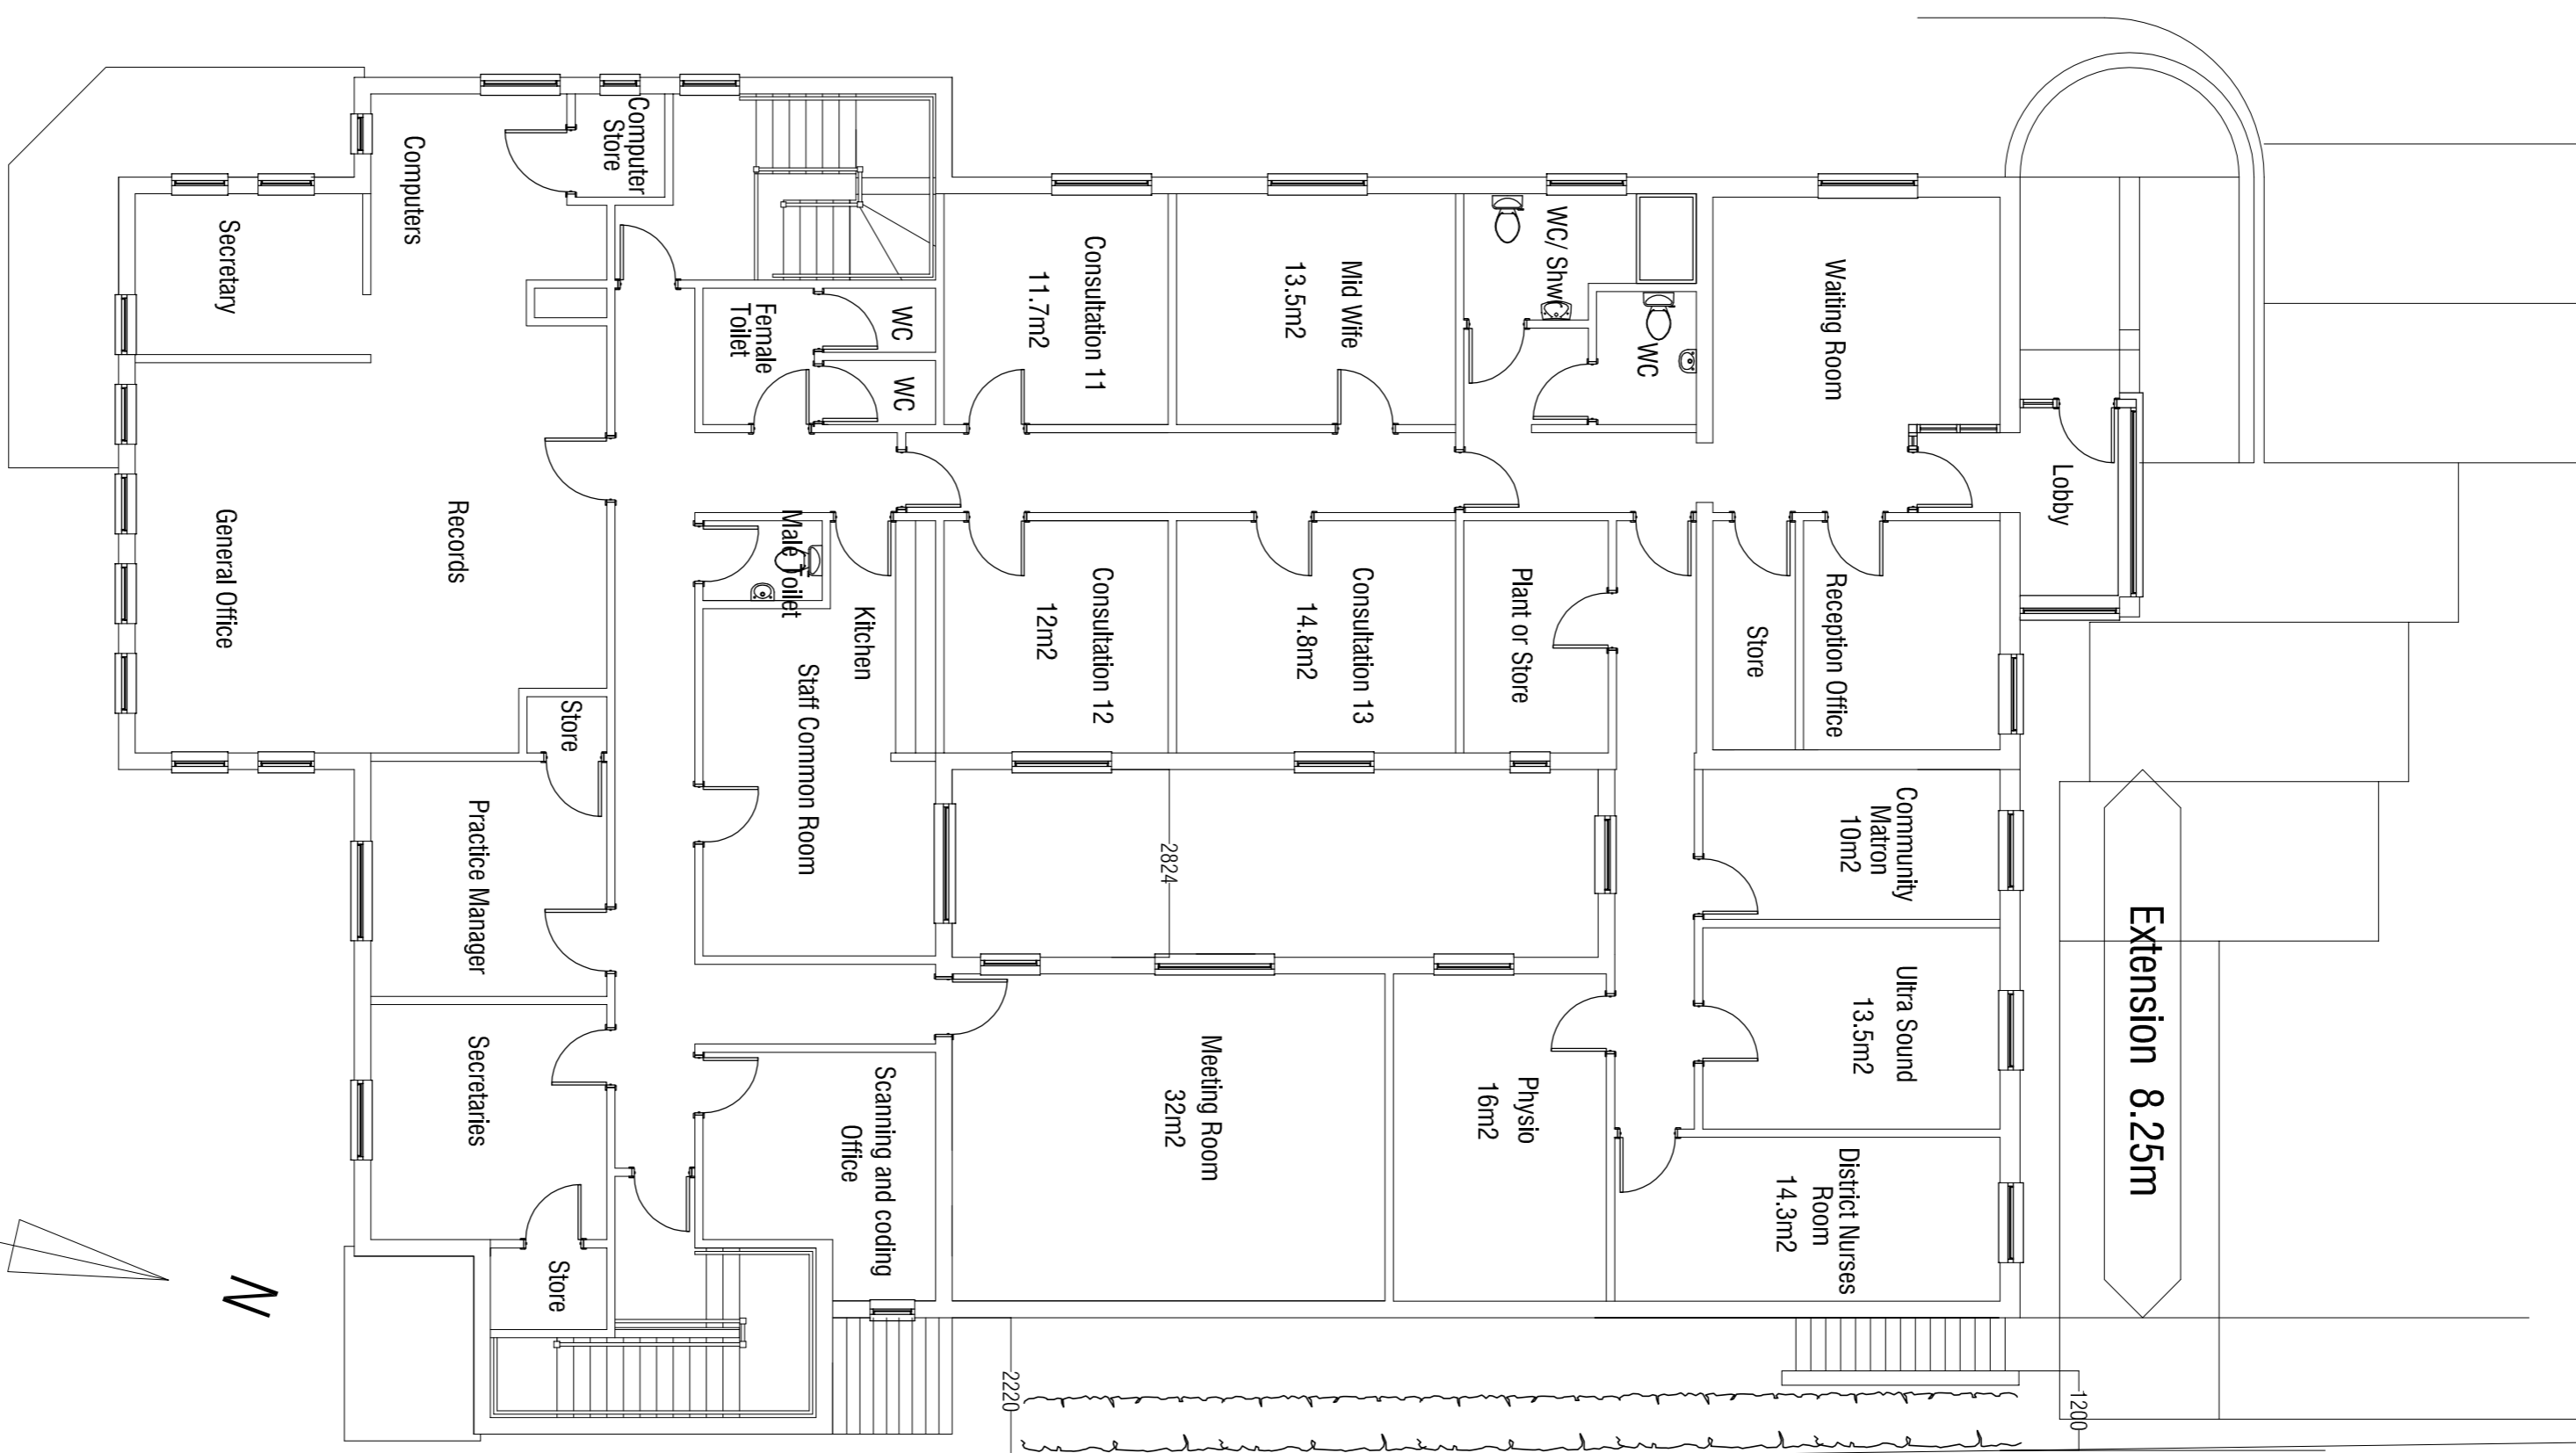 Computer
Store
Computers
Secretary
General Office
Records
Female
Toilet
WC
WC
Consultation 11
11.7m2
Mid Wife
13.5m2
WC/ Shwr
WC
Waiting Room
Lobby
Male Toilet
Kitchen
Staff Common Room
Consultation 12
12m2
Consultation 13
14.8m2
Plant or Store
Store
Reception Office
Store
Practice Manager
Secretaries
Store
Scanning and coding
Office
2824
Meeting Room
32m2
Physio
16m2
Community
Matron
10m2
Ultra Sound
13.5m2
District Nurses
Room
14.3m2
Extension 8.25m
2220
1200
N